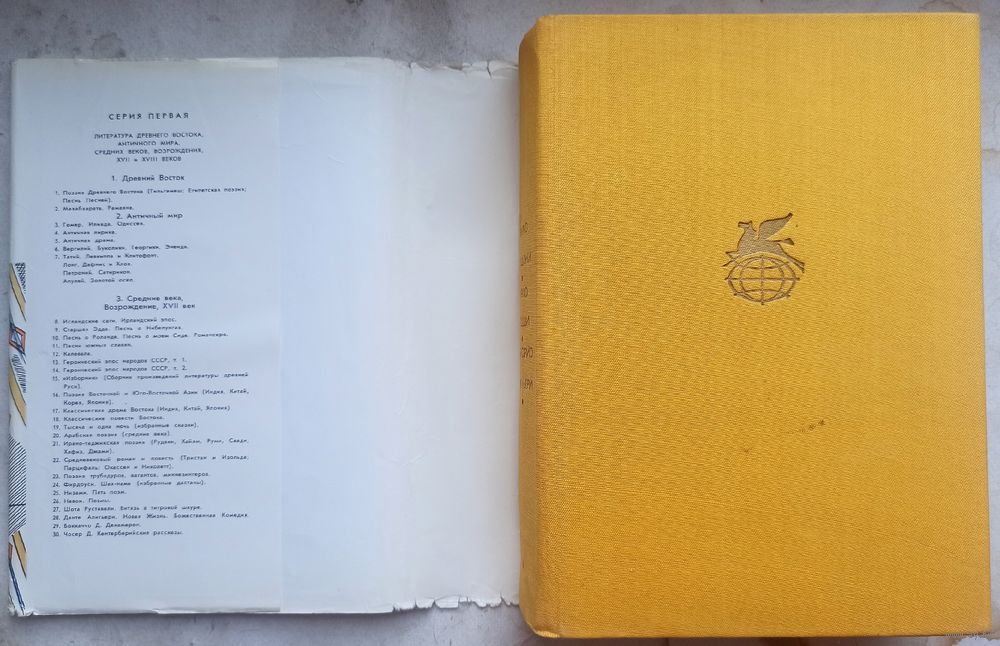 СЕРИЯ ПЕРВАЯ
ЛИТЕРАТУРА ДРЕВНЕГО ВОСТОКА,
АНТИЧНОГО МИРА,
СРЕДНИХ ВЕКОВ, ВОЗРОЖДЕНИЯ,
XVII и XVIII ВЕКОВ
1. Древний Восток
1. Поэзия Древнего Востока (Гильгамеш; Египетская поэзия;
Песнь Песней).
2. Махабхарата. Рамаяна.
2. Античный мир
3. Гомер. Илиада. Одиссея.
4. Античная лирика.
5. Античная драма.
6. Вергилий. Буколики. Георгики. Энеида.
7. Татий. Левкиппа и Клитофонт.
Лонг. Дафнис и Хлоя.
Петроний. Сатирикон.
Апулей. Золотой осел.
3. Средние века,
Возрождение, XVII век
8. Исландские саги. Ирландский эпос.
9. Старшая Эдда. Песнь о Нибелунгах.
10. Песнь о Роланде. Песнь о моем Сиде. Романсеро.
11. Песни южных славян.
12. Калевала.
13. Героический эпос народов СССР, т. 1.
14. Героический эпос народов СССР, т. 2.
15. «Изборник» (Сборник произведений литературы древней
Руси).
16. Поэзия Восточной и Юго-Восточной Азии (Индия, Китай,
Корея, Япония).
17. Классическая драма Востока (Индия, Китай, Япония)
18. Классические повести Востока.
19. Тысяча и одна ночь (избранные сказки).
20. Арабская поэзия (средние века).
21. Ирано-таджикская поэзия (Рудаки, Хайам, Руми, Саади,
Хафиз, Джами).
22. Средневековый роман и повесть (Тристан и Изольда;
Парцифаль; Окассен и Николетт).
23. Поэзия трубадуров, вагантов, миннезингеров.
24. Фирдоуси. Шах-наме (избранные дастаны).
25. Низами. Пять поэм.
26. Навои. Поэмы.
27. Шота Руставели. Витязь в тигровой шкуре.
28. Данте Алигьери. Новая Жизнь. Божественная Комедия.
29. Боккаччо Д. Декамерон.
30. Чосер Д. Кентерберийские рассказы.